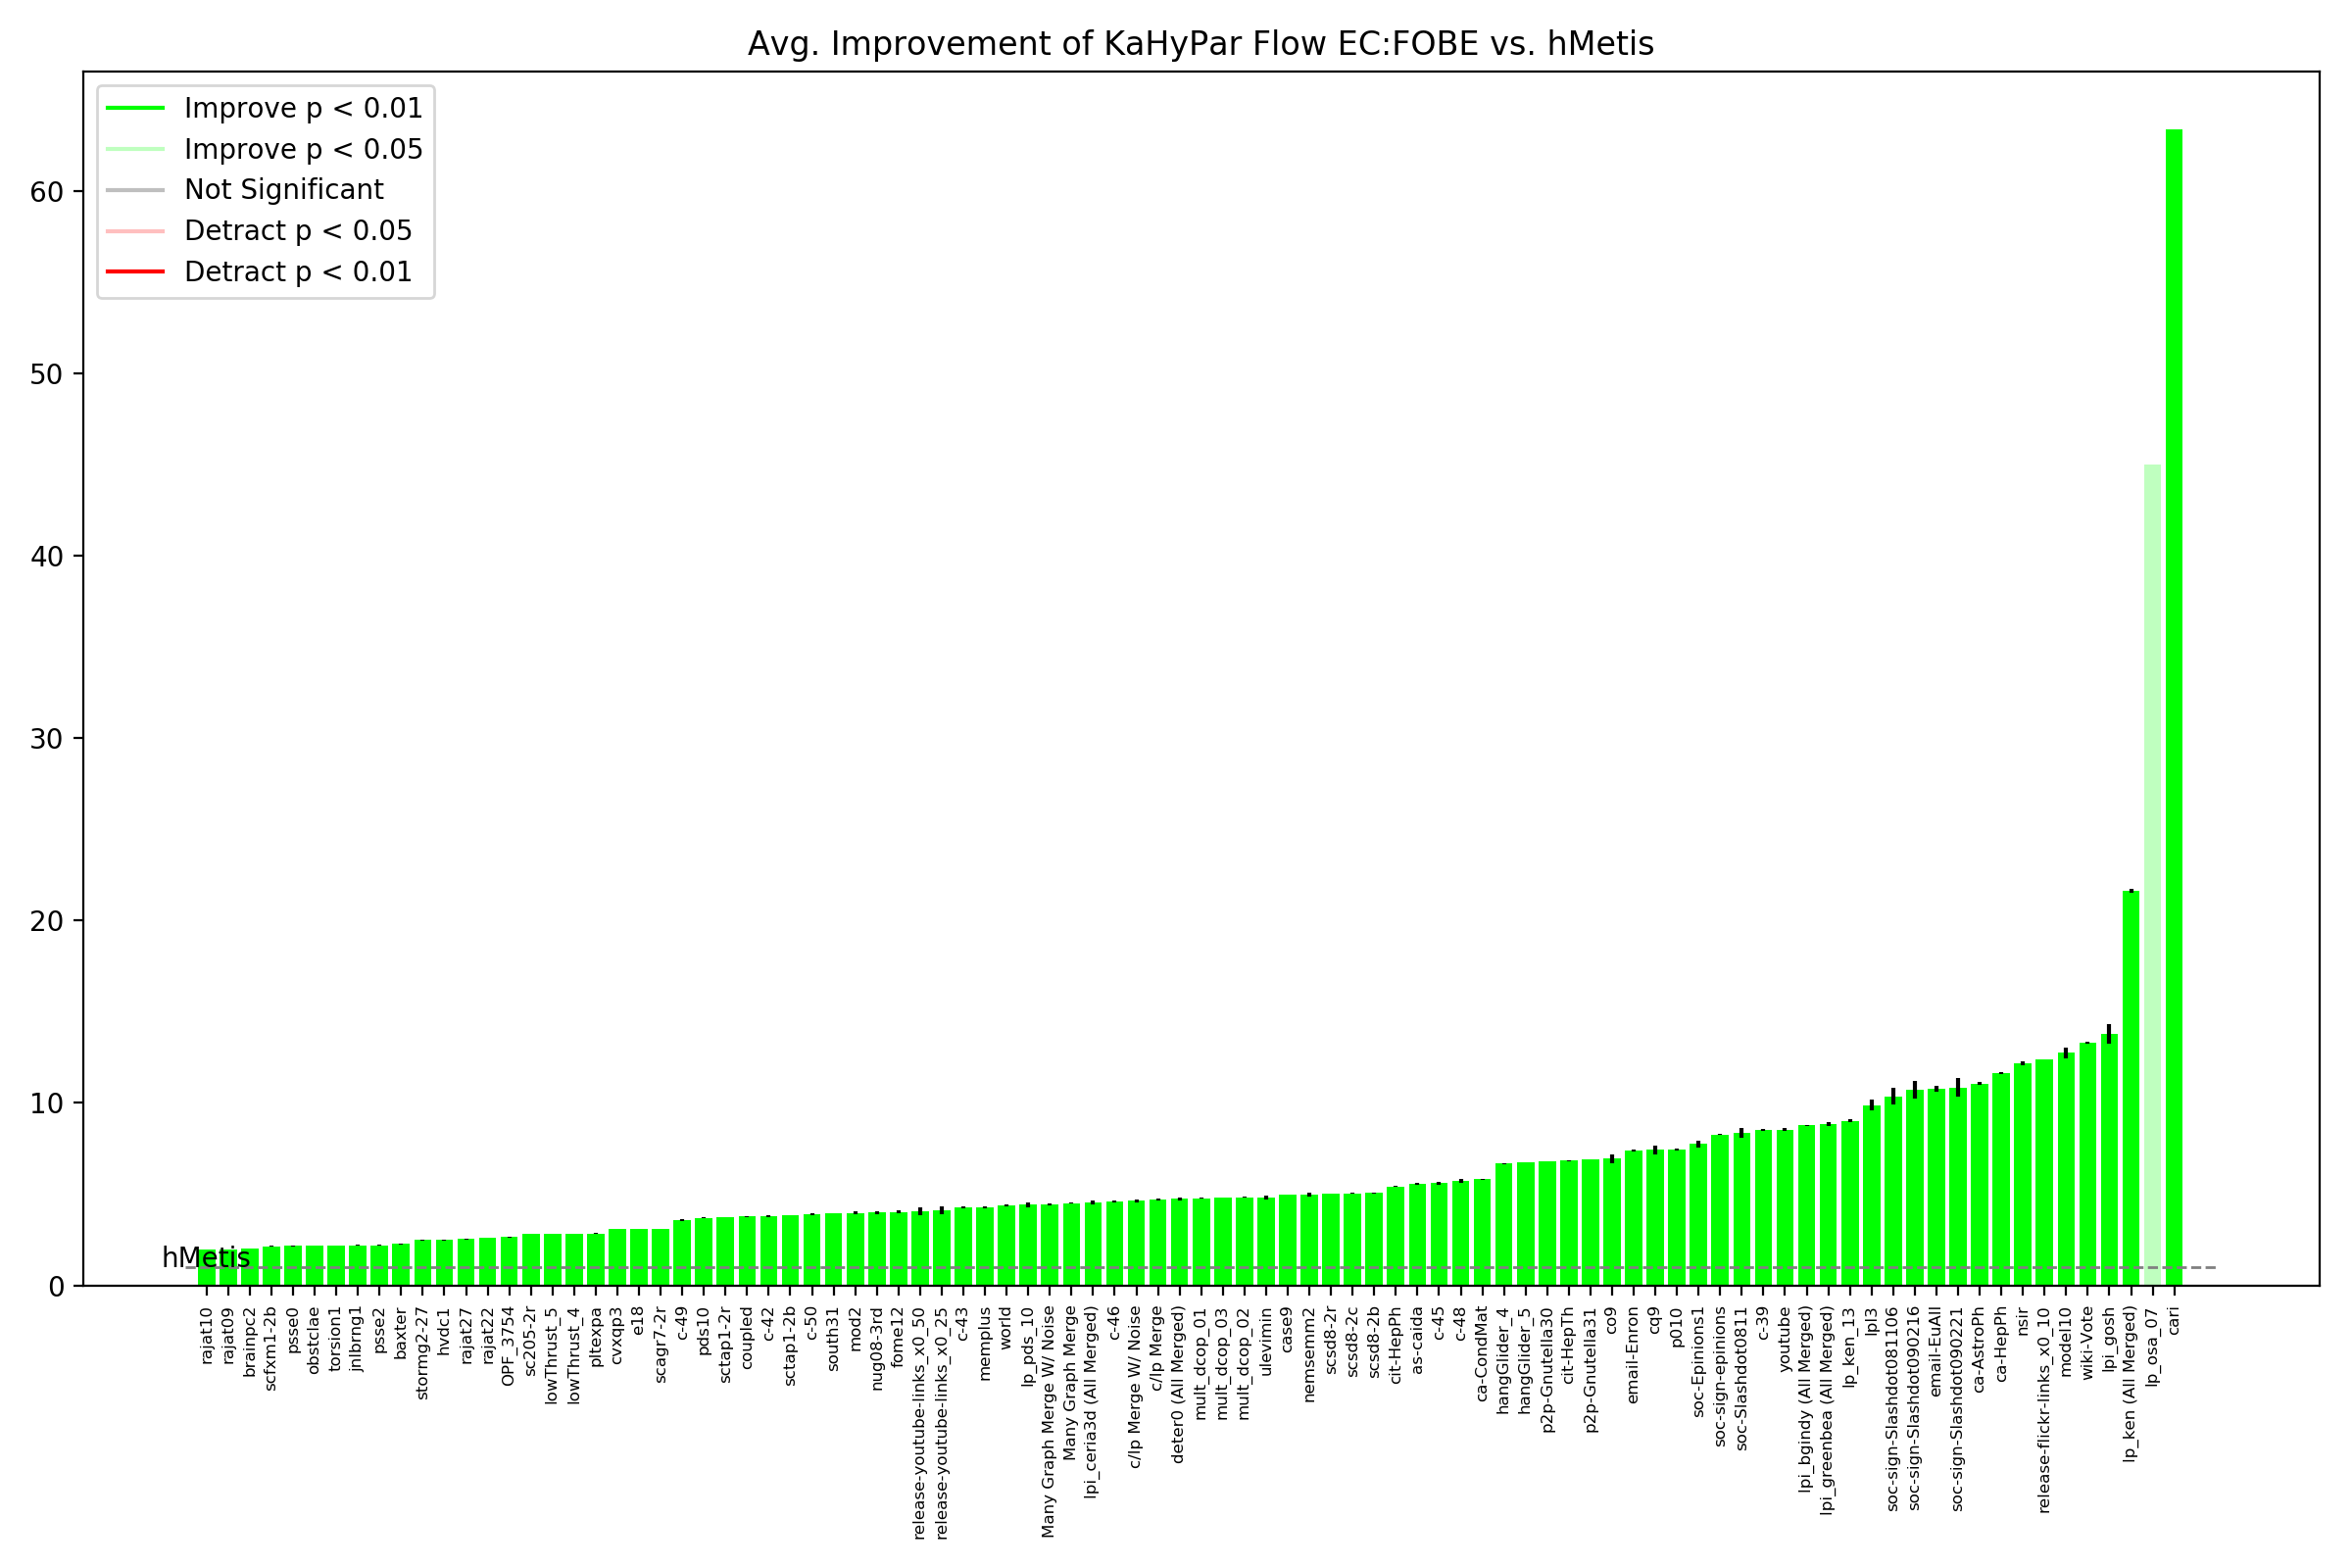 Avg. Improvement of KaHyPar Flow EC:FOBE vs. hMetis
Improve p < 0.01
Improve p < 0.05
Not Significant
Detract p < 0.05
Detract p < 0.01
60
50
40
30
20
10
0
hMetis
rajat10
rajat09
brainpc2
scfxm1-2b
psse0
obstclae
torsion1
jnlbrng1
psse2
baxter
stormg2-27
hvdc1
rajat27
rajat22
OPF_3754
sc205-2r
lowThrust_5
lowThrust_4
pltexpa
cvxqp3
e18
scagr7-2r
c-49
pds10
sctap1-2r
coupled
c-42
sctap1-2b
c-50
south31
mod2
nug08-3rd
fome12
release-youtube-links_x0_50
release-youtube-links_x0_25
c-43
memplus
world
lp_pds_10
Many Graph Merge W/ Noise
Many Graph Merge
lpi_ceria3d (All Merged)
c-46
c/lp Merge W/ Noise
c/lp Merge
deter0 (All Merged)
mult_dcop_01
mult_dcop_03
mult_dcop_02
ulevimin
case9
nemsemm2
scsd8-2r
scsd8-2c
scsd8-2b
cit-HepPh
as-caida
c-45
c-48
ca-CondMat
hangGlider_4
hangGlider_5
p2p-Gnutella30
cit-HepTh
p2p-Gnutella31
co9
email-Enron
cq9
p010
soc-Epinions1
soc-sign-epinions
soc-Slashdot0811
c-39
youtube
lpi_bgindy (All Merged)
lpi_greenbea (All Merged)
lp_ken_13
lpl3
soc-sign-Slashdot081106
soc-sign-Slashdot090216
email-EuAll
soc-sign-Slashdot090221
ca-AstroPh
ca-HepPh
nsir
release-flickr-links_x0_10
model10
wiki-Vote
lpi_gosh
lp_ken (All Merged)
lp_osa_07
cari